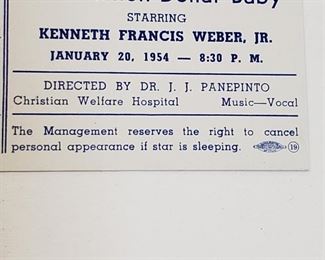 Dollar Baby
STARRING
KENNETH FRANCIS WEBER, JR.
JANUARY 20, 1954 — 8:30 P. M.
DIRECTED BY DR. J. J. PANEPINTO
Christian Welfare Hospital Music—Vocal
The Management reserves the right to cancel
personal appearance if star is sleeping. 19